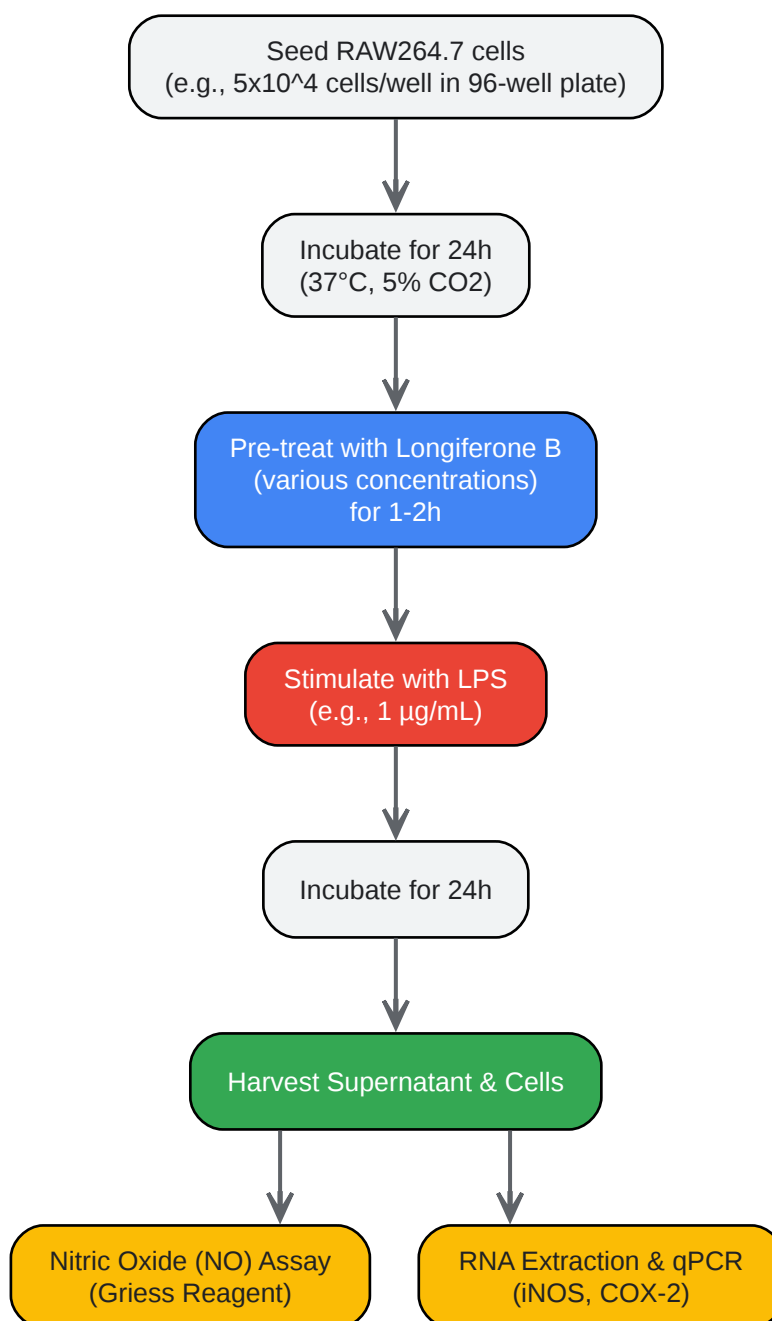 Seed RAW264.7 cells
(e.g., 5x10^4 cells/well in 96-well plate)
Incubate for 24h
(37°C, 5% CO2)
Pre-treat with Longiferone B
(various concentrations)
for 1-2h
Stimulate with LPS
(e.g., 1 µg/mL)
Incubate for 24h
Harvest Supernatant & Cells
Nitric Oxide (NO) Assay
(Griess Reagent)
RNA Extraction & qPCR
(iNOS, COX-2)